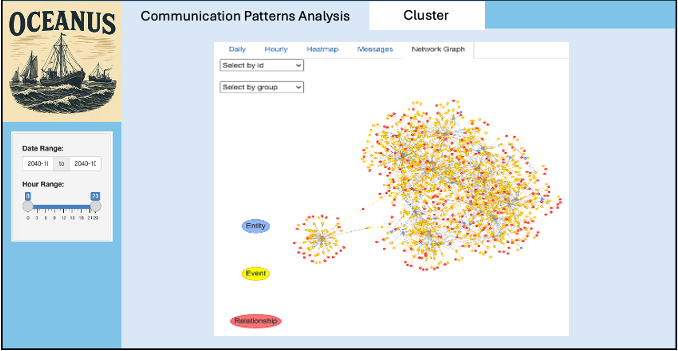 OCEANUS
Communication Patterns Analysis
Cluster
Daily
Hourly
Heatmap
Messages
Network Graph
Select by id
Select by group
Date Range:
2040-1
to
2040-1
Hour Range:
0
23
0 3 6 9 12 15 18 21 23
Entity
Event
Relationship